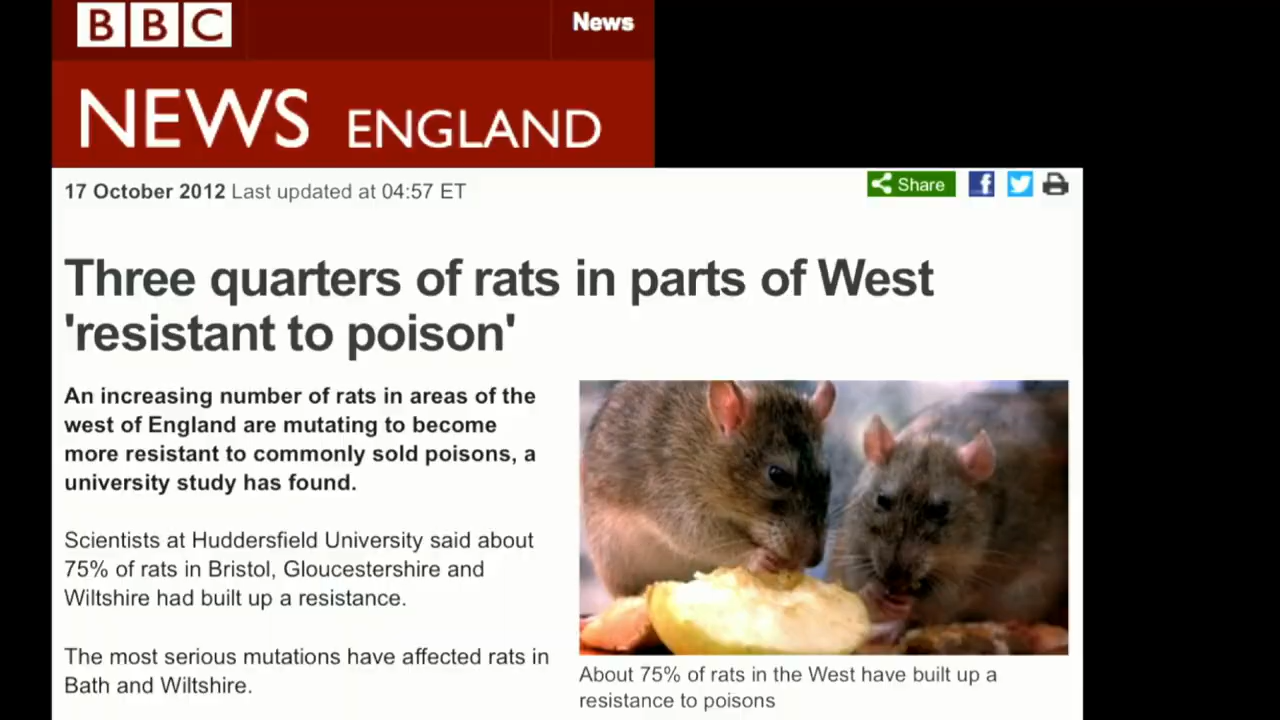 BBC
News
NEWS ENGLAND
17 October 2012 Last updated at 04:57 ET
Share
Three quarters of rats in parts of West
'resistant to poison'
An increasing number of rats in areas of the
west of England are mutating to become
more resistant to commonly sold poisons, a
university study has found.
Scientists at Huddersfield University said about
75% of rats in Bristol, Gloucestershire and
Wiltshire had built up a resistance.
The most serious mutations have affected rats in
Bath and Wiltshire.
About 75% of rats in the West have built up a
resistance to poisons